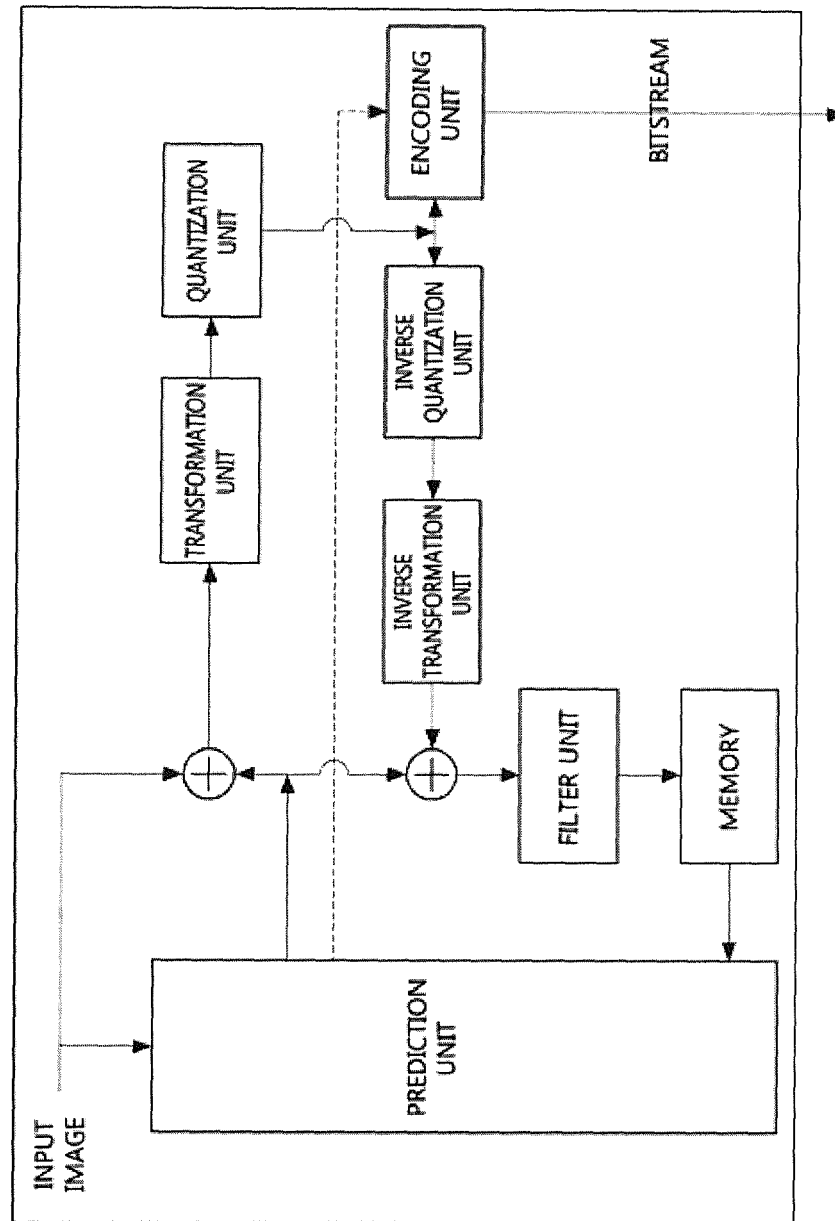 INPUT
IMAGE
PREDICTION
UNIT
TRANSFORMATION
UNIT
QUANTIZATION
UNIT
INVERSE
TRANSFORMATION
UNIT
INVERSE
QUANTIZATION
UNIT
ENCODING
UNIT
FILTER UNIT
MEMORY
BITSTREAM